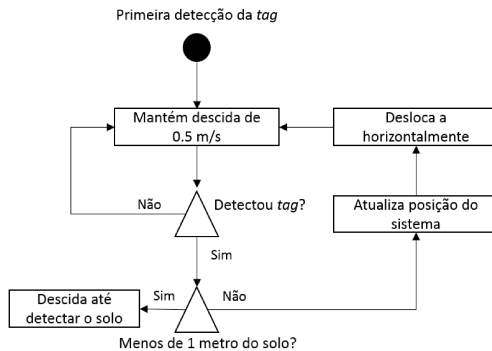 Primeira detecção da tag
Mantém descida de
0.5 m/s
Desloca a
horizontalmente
Não
Detectou tag?
Atualiza posição do
sistema
Sim
Descida até
detectar o solo
Sim
Não
Menos de 1 metro do solo?